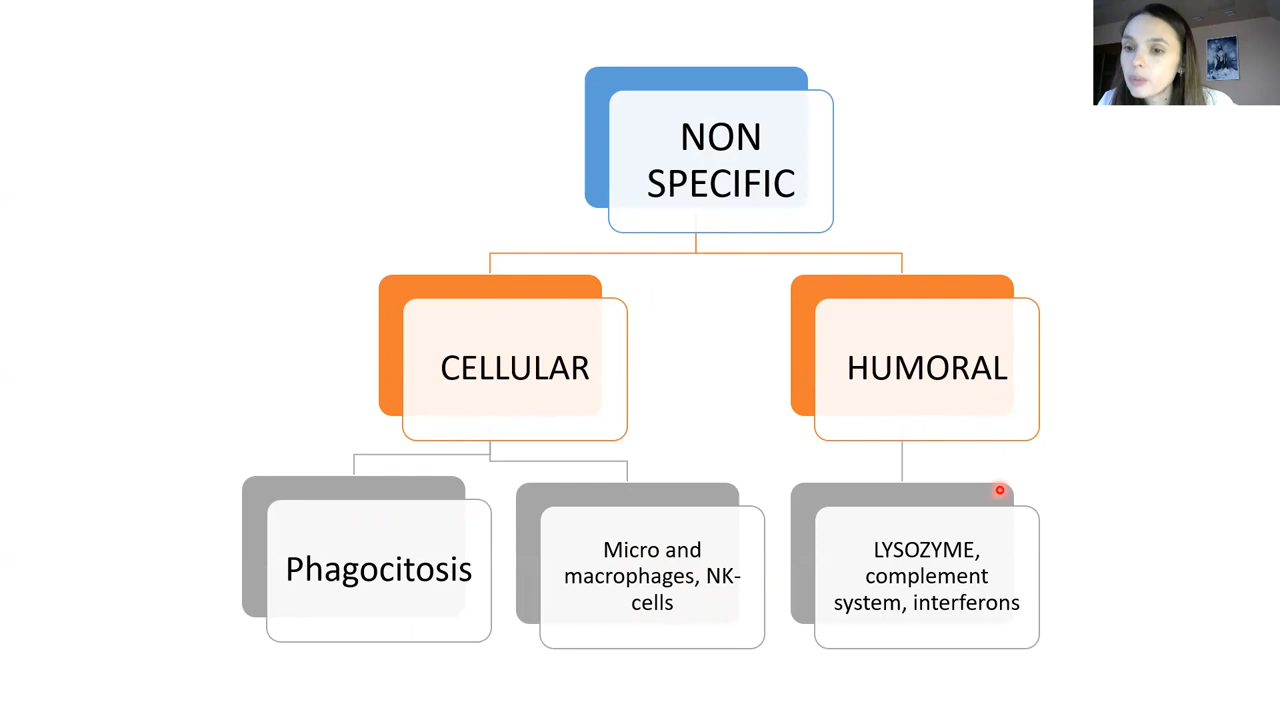 NON
SPECIFIC
CELLULAR
HUMORAL
Phagocitosis
Micro and
macrophages, NK-
cells
LYSOZYME,
complement
system, interferons